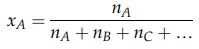 x_A = n_A / (n_A + n_B + n_C + …)